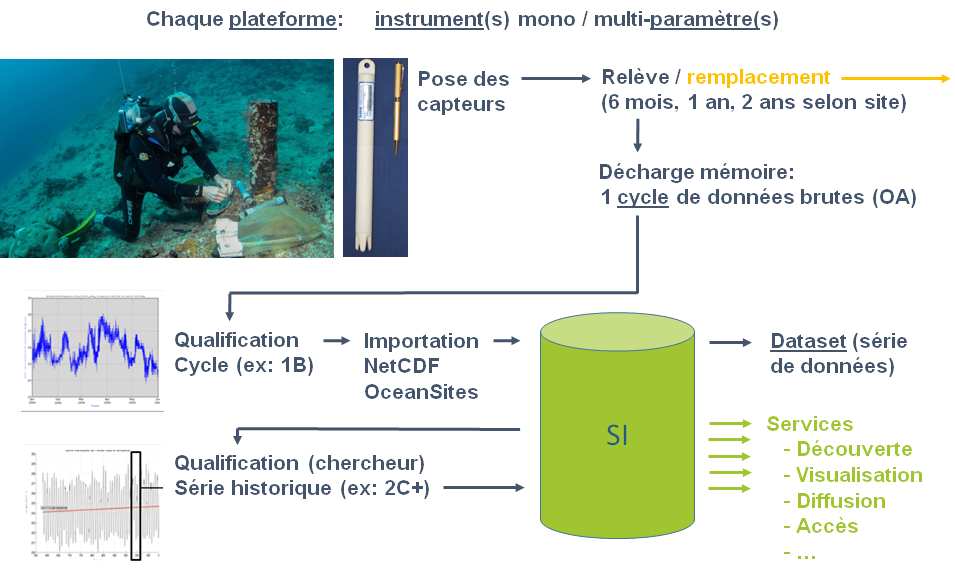 Chaque plateforme: instrument(s) mono / multi-paramètre(s)
Pose des
capteurs
Relève / remplacement
(6 mois, 1 an, 2 ans selon site)
Décharge mémoire:
1 cycle de données brutes (OA)
Qualification
Cycle (ex: 1B)
Importation
NetCDF
OceanSites
SI
Dataset (série
de données)
Services
- Découverte
- Visualisation
- Diffusion
- Accès
- ...
Qualification (chercheur)
Série historique (ex: 2C+)